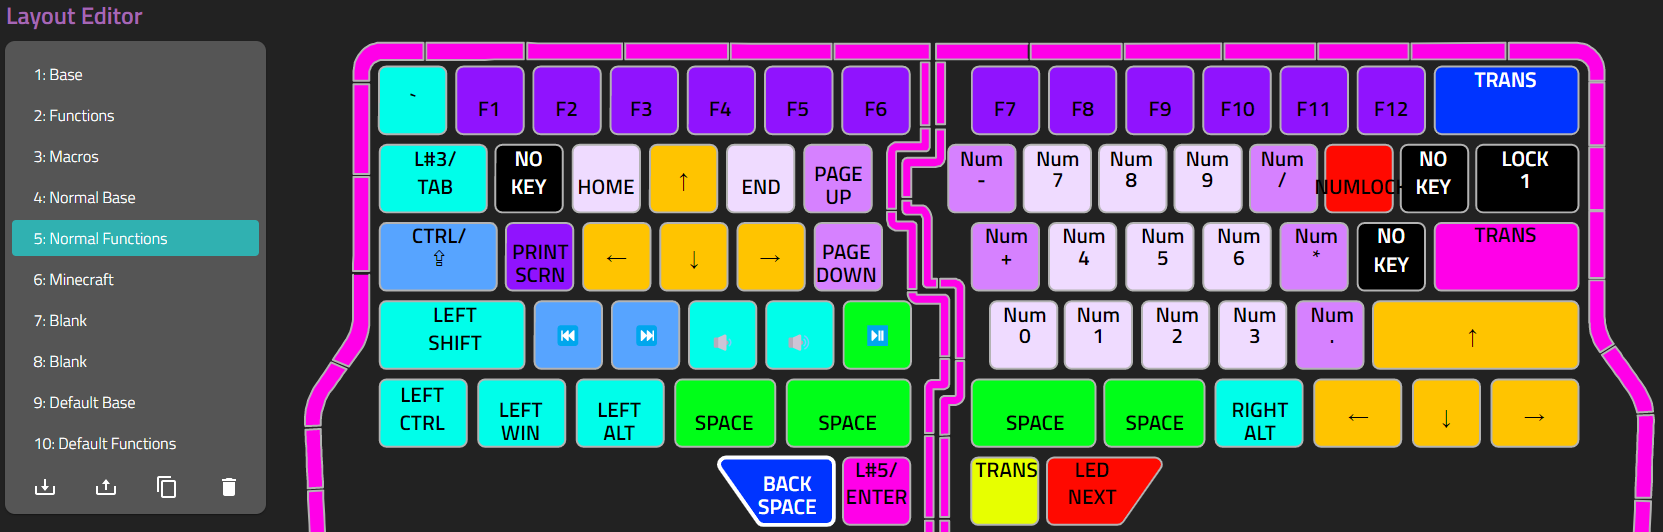 Layout Editor
1: Base
2: Functions
3: Macros
4: Normal Base
5: Normal Functions
6: Minecraft
7: Blank
8: Blank
9: Default Base
10: Default Functions
` F1 F2 F3 F4 F5 F6 F7 F8 F9 F10 F11 F12 TRANS
L#3/ NO Num Num Num Num Num NO LOCK
TAB KEY HOME ↑ END PAGE UP - 7 8 9 / NUMLOCK KEY 1
CTRL/ PRINT PAGE Num Num Num Num Num NO TRANS
⇪ SCRN ← ↓ → DOWN + 4 5 6 * KEY
LEFT Num Num Num Num Num
SHIFT ⏮ ⏭ 🔈 🔊 ⏯ 0 1 2 3 . ↑
LEFT LEFT LEFT RIGHT
CTRL WIN ALT SPACE SPACE SPACE SPACE ALT ← ↓ →
BACK L#5/ TRANS LED
SPACE ENTER NEXT